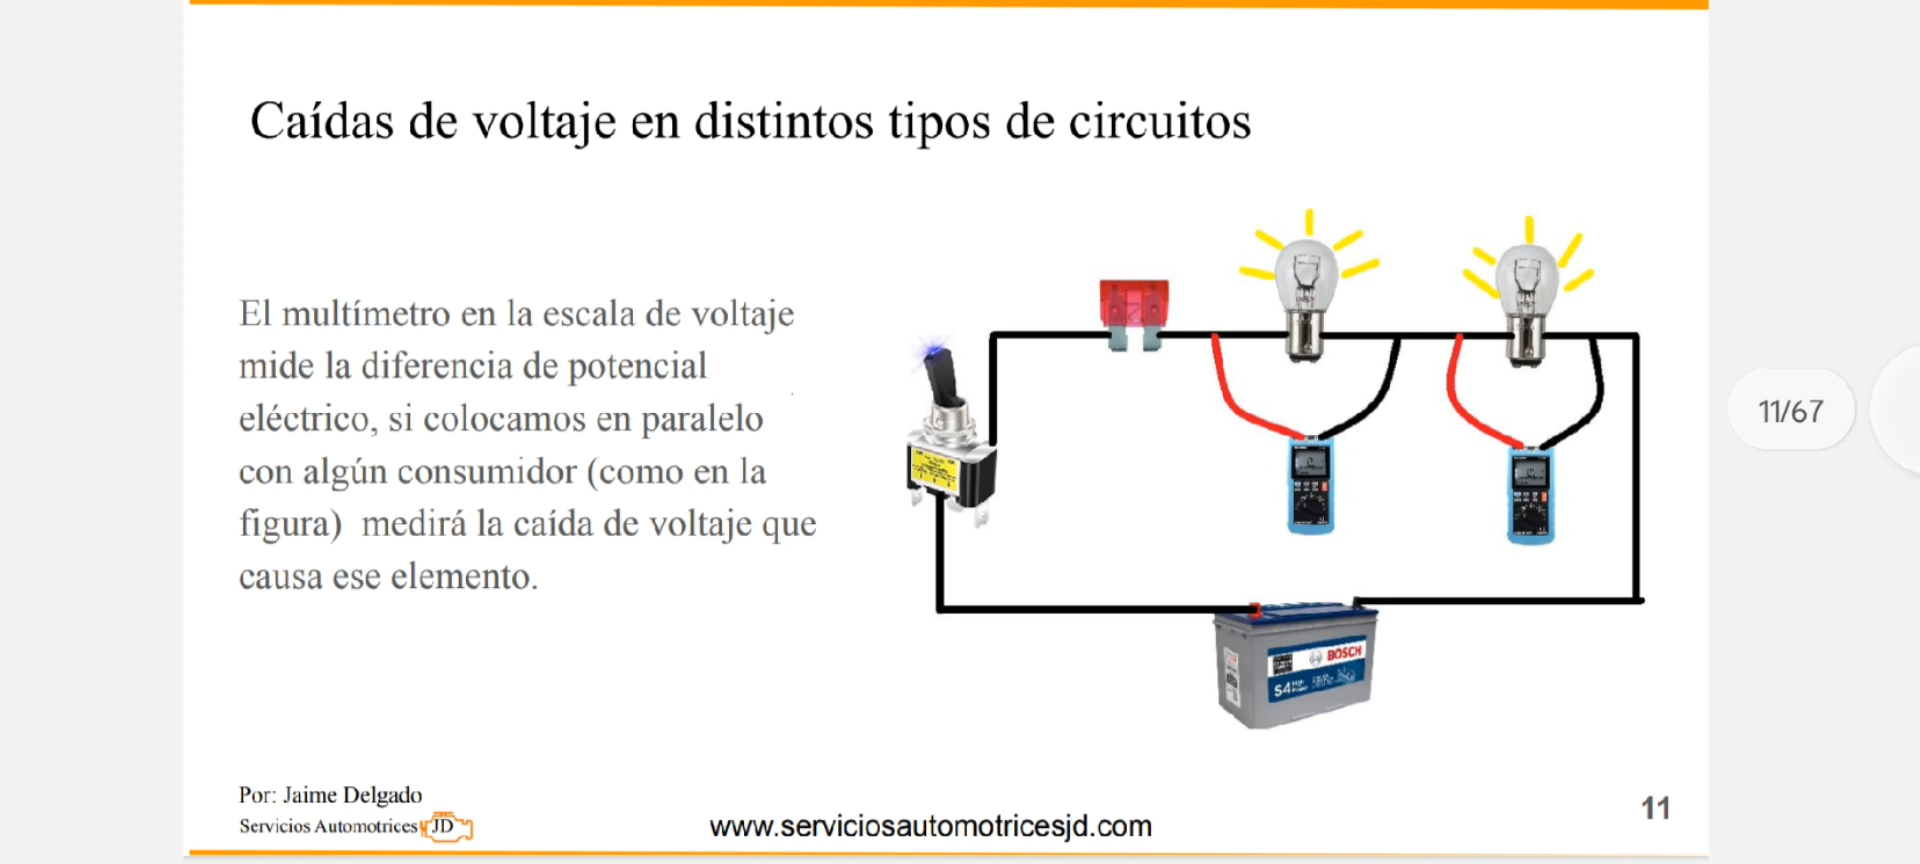 Caídas de voltaje en distintos tipos de circuitos
El multímetro en la escala de voltaje
mide la diferencia de potencial
eléctrico, si colocamos en paralelo
con algún consumidor (como en la
figura)  medirá la caída de voltaje que
causa ese elemento.
BOSCH
S4
11/67
Por: Jaime Delgado
Servicios Automotrices JD
www.serviciosautomotricesjd.com
11